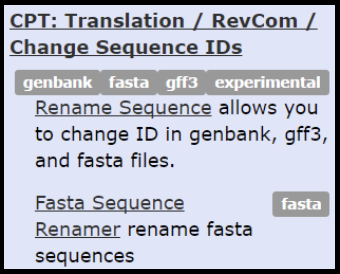 CPT: Translation / RevCom /
Change Sequence IDs
genbank fasta gff3 experimental
Rename Sequence allows you
to change ID in genbank, gff3,
and fasta files.
Fasta Sequence fasta
Renamer rename fasta
sequences